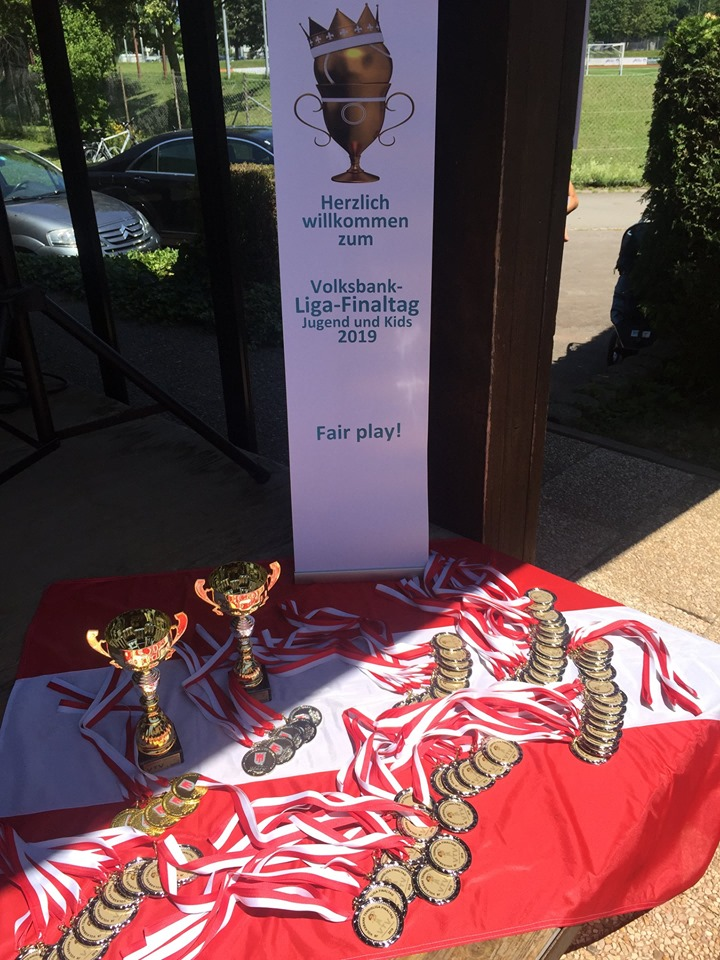 Herzlich
willkommen
zum
Volksbank-
Liga-Finaltag
Jugend und Kids
2019
Fair play!